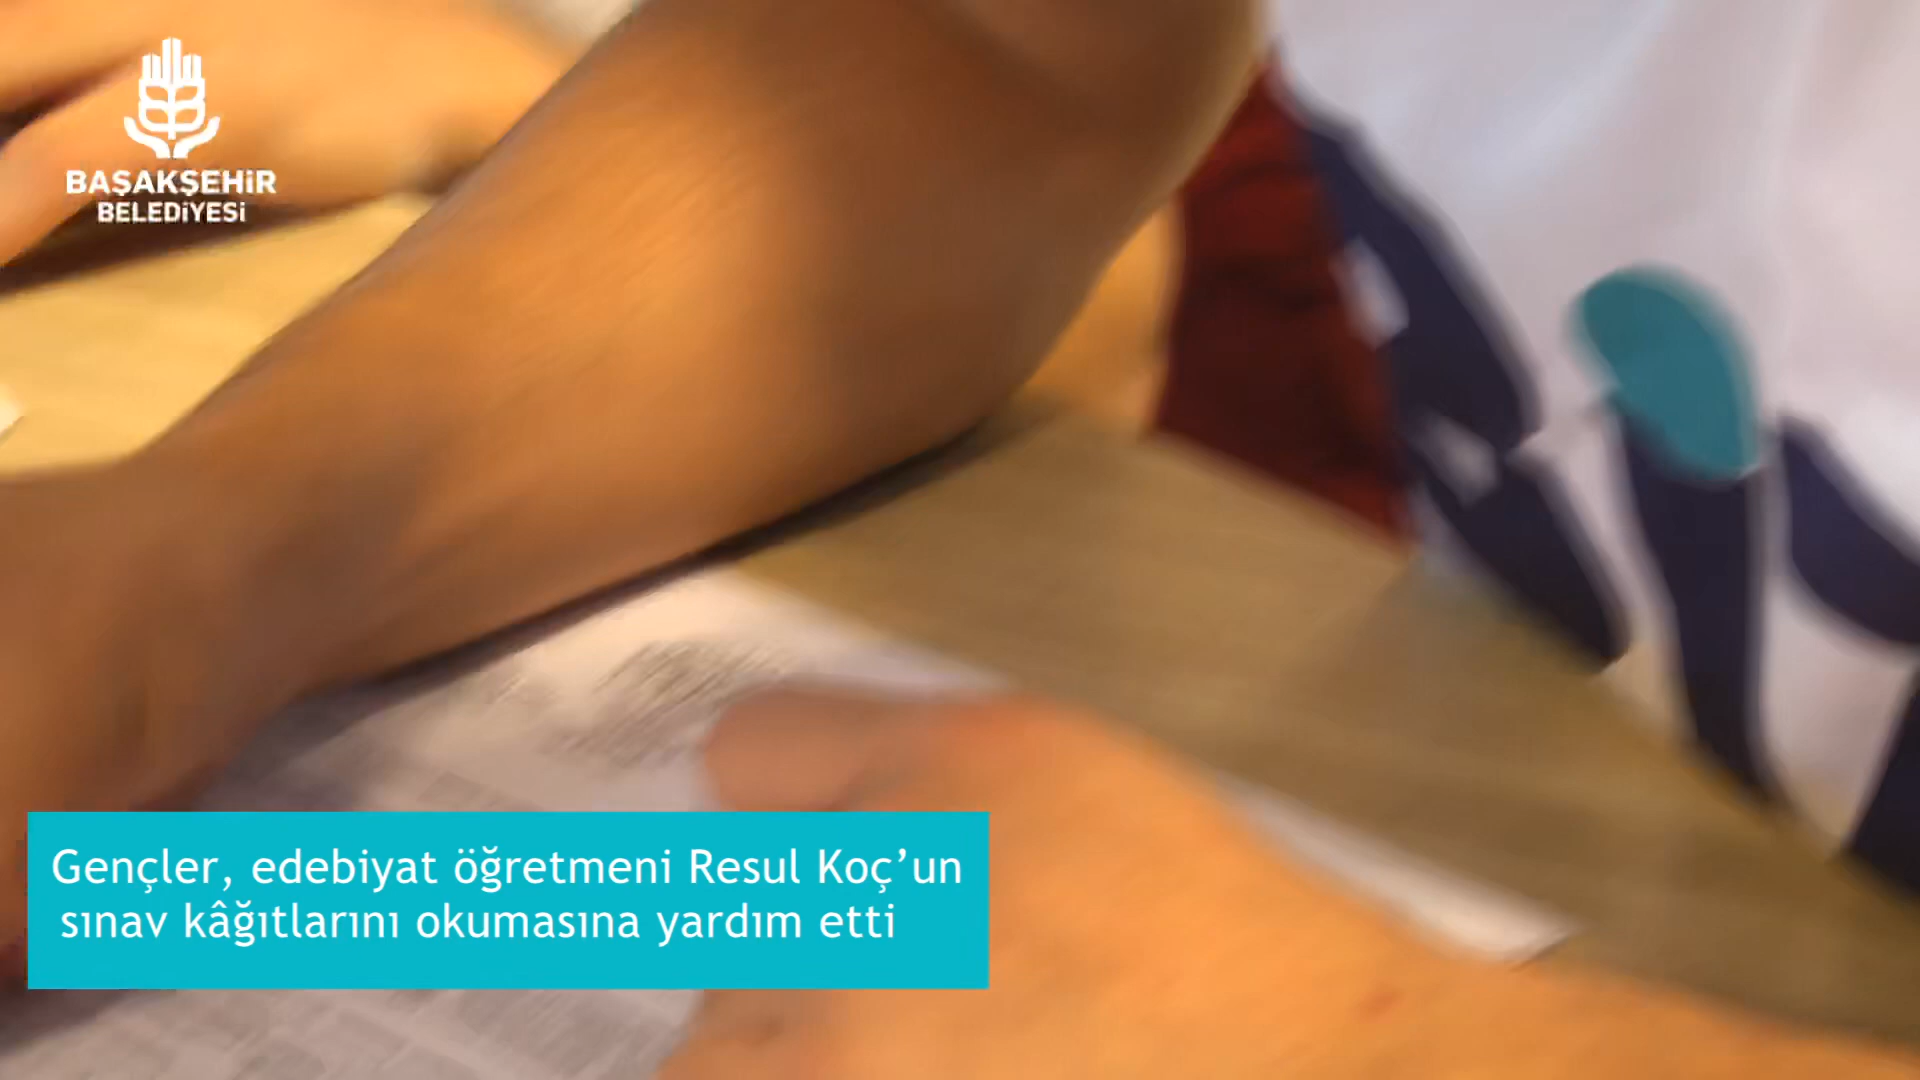 BAŞAKŞEHİR
BELEDİYESİ
Gençler, edebiyat öğretmeni Resul Koç’un
sınav kâğıtlarını okumasına yardım etti